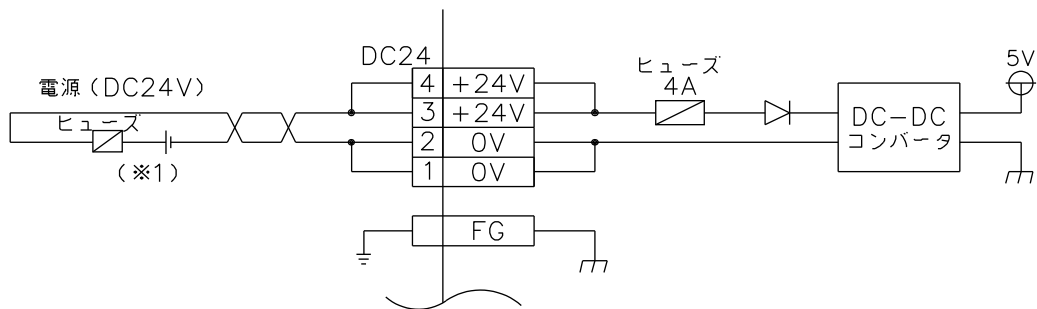 DC24
電源(DC24V)
ヒューズ
(※1)
4 +24V
3 +24V
2 0V
1 0V
FG
ヒューズ
4A
DC-DC
コンバータ
5V